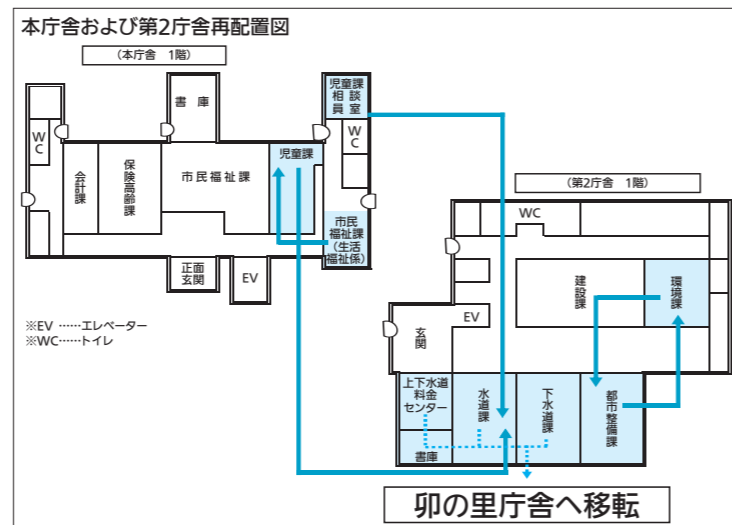 本庁舎および第2庁舎再配置図
(本庁舎 1階)
児童課
相談
員室
書庫
WC
WC
児童課
会計課
保険高齢課
市民福祉課
市民
福祉課
(生活
福祉係)
正面
玄関
EV
※EV ……エレベーター
※WC……トイレ
(第2庁舎 1階)
WC
建設課
環境課
EV
玄関
上下水道
料金
センター
水道課
下水道課
都市整備課
書庫
卯の里庁舎へ移転